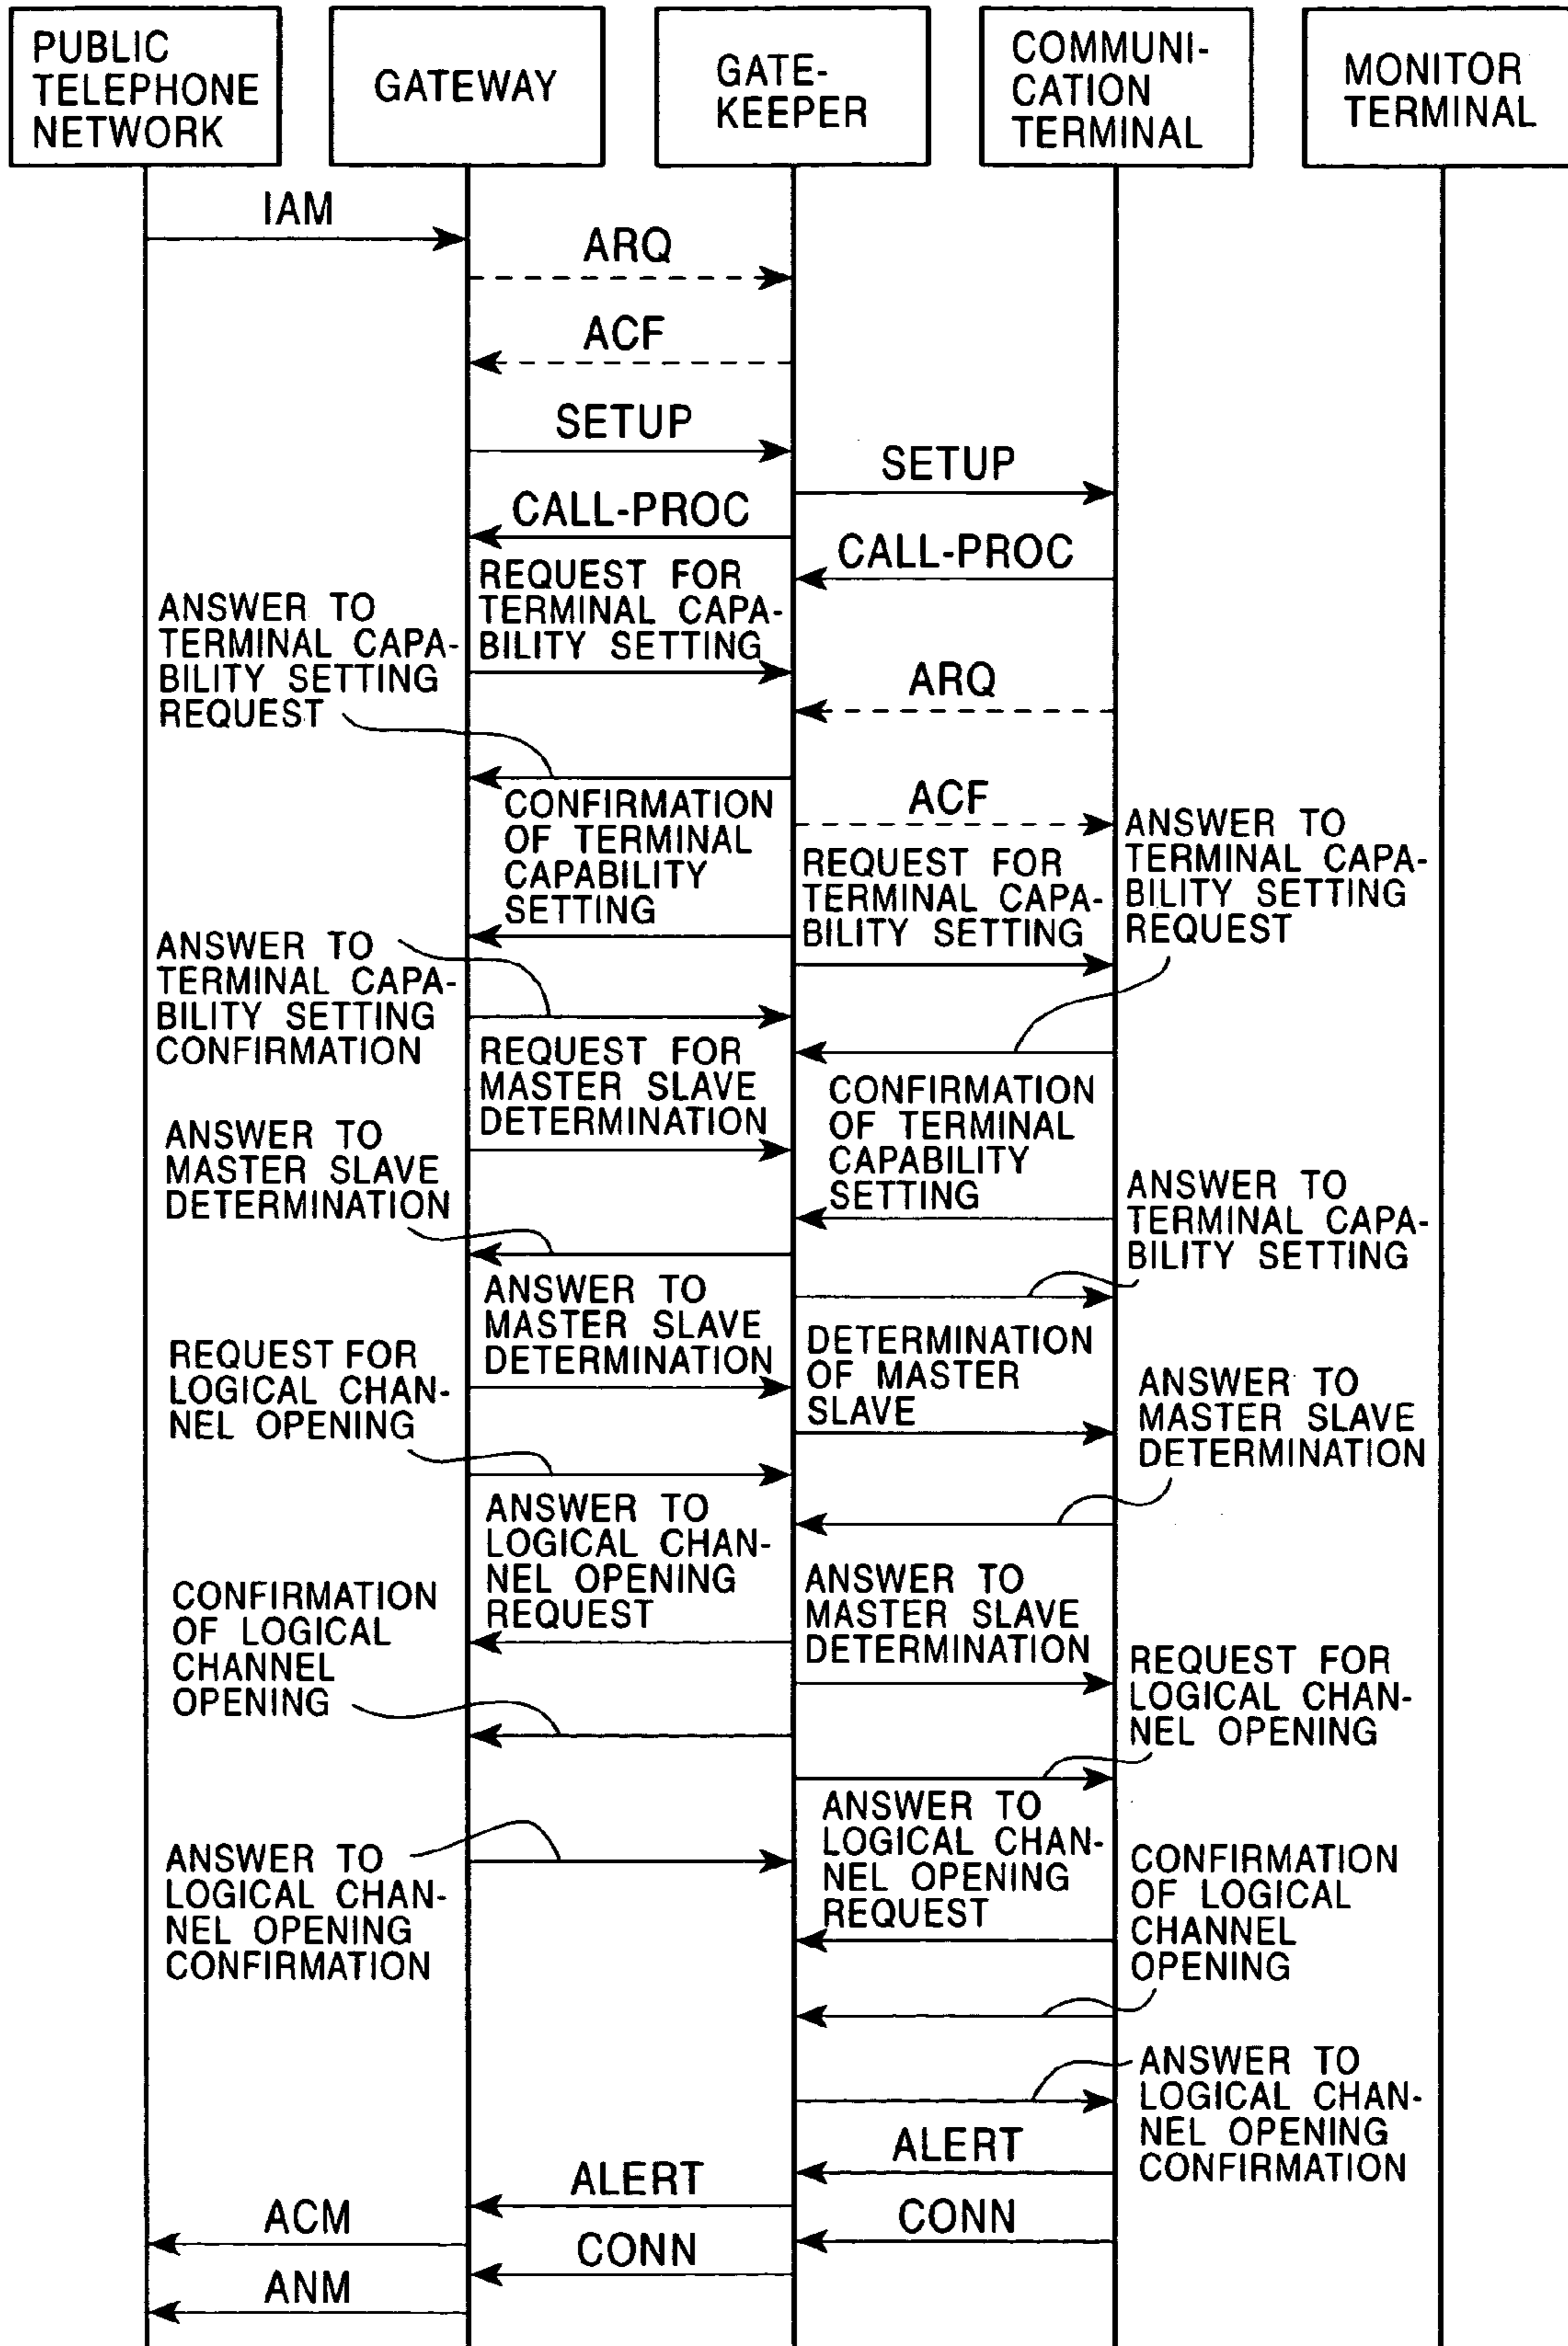 PUBLIC
TELEPHONE
NETWORK
GATEWAY
GATE-
KEEPER
COMMUNI-
CATION
TERMINAL
MONITOR
TERMINAL
IAM
ARQ
ACF
SETUP
SETUP
CALL-PROC
CALL-PROC
REQUEST FOR
TERMINAL CAPA-
BILITY SETTING
ANSWER TO
TERMINAL CAPA-
BILITY SETTING
REQUEST
ARQ
ACF
CONFIRMATION
OF TERMINAL
CAPABILITY
SETTING
REQUEST FOR
TERMINAL CAPA-
BILITY SETTING
ANSWER TO
TERMINAL CAPA-
BILITY SETTING
REQUEST
ANSWER TO
TERMINAL CAPA-
BILITY SETTING
CONFIRMATION
REQUEST FOR
MASTER SLAVE
DETERMINATION
CONFIRMATION
OF TERMINAL
CAPABILITY
SETTING
ANSWER TO
MASTER SLAVE
DETERMINATION
ANSWER TO
TERMINAL CAPA-
BILITY SETTING
ANSWER TO
MASTER SLAVE
DETERMINATION
DETERMINATION
OF MASTER
SLAVE
REQUEST FOR
LOGICAL CHAN-
NEL OPENING
ANSWER TO
MASTER SLAVE
DETERMINATION
ANSWER TO
LOGICAL CHAN-
NEL OPENING
REQUEST
ANSWER TO
MASTER SLAVE
DETERMINATION
CONFIRMATION
OF LOGICAL
CHANNEL
OPENING
REQUEST FOR
LOGICAL CHAN-
NEL OPENING
ANSWER TO
LOGICAL CHAN-
NEL OPENING
REQUEST
ANSWER TO
LOGICAL CHAN-
NEL OPENING
CONFIRMATION
CONFIRMATION
OF LOGICAL
CHANNEL
OPENING
ANSWER TO
LOGICAL CHAN-
NEL OPENING
CONFIRMATION
ALERT
ALERT
ACM
CONN
CONN
ANM